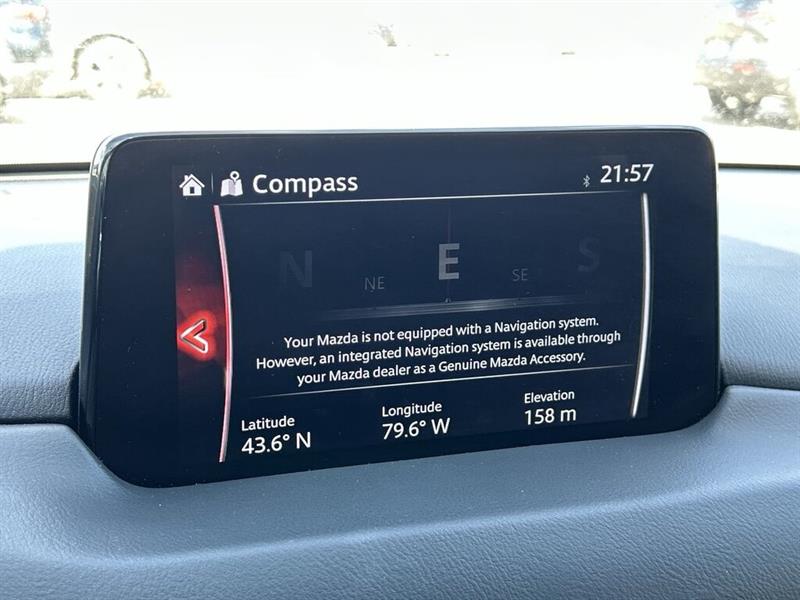 Compass
21:57
N NE E SE S
Your Mazda is not equipped with a Navigation system.
However, an integrated Navigation system is available through
your Mazda dealer as a Genuine Mazda Accessory.
Latitude Longitude Elevation
43.6° N 79.6° W 158 m